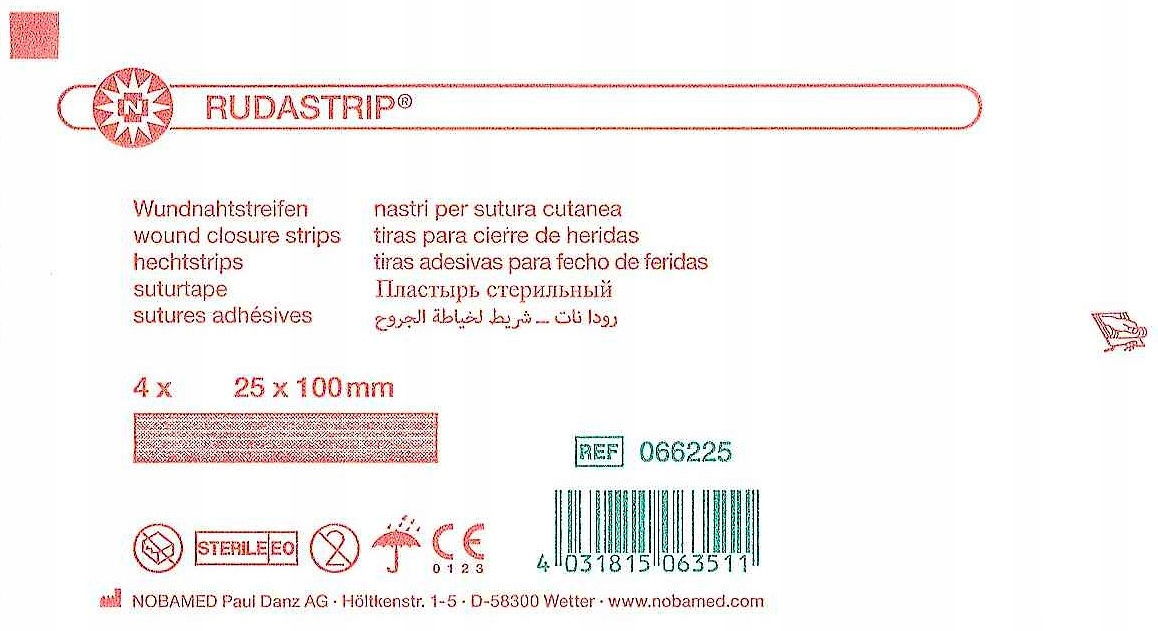 N
RUDASTRIP®
Wundnahtstreifen
wound closure strips
hechtstrips
suturtape
sutures adhésives
nastri per sutura cutanea
tiras para cierre de heridas
tiras adesivas para fecho de feridas
Пластырь стерильный
رودا نات – شريط لخياطة الجروح
4 x 25 x 100 mm
REF 066225
STERILE EO
2
CE
0123
4 031815 063511
NOBAMED Paul Danz AG · Höltkenstr. 1-5 · D-58300 Wetter · www.nobamed.com